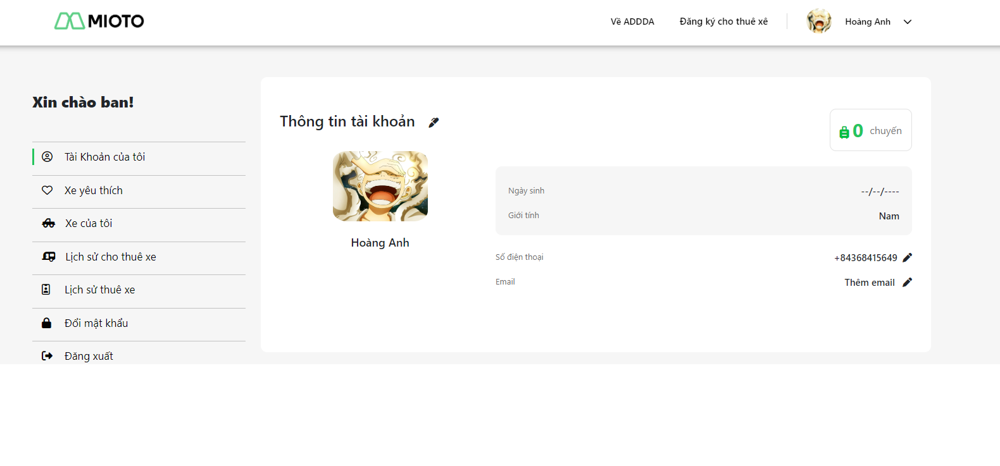 MIOTO
Về ADDDA
Đăng ký cho thuê xê
Hoàng Anh
Xin chào ban!
Tài Khoản của tôi
Xe yêu thích
Xe của tôi
Lịch sử cho thuê xe
Lịch sử thuê xe
Đổi mật khẩu
Đăng xuất
Thông tin tài khoản
0 chuyến
Hoàng Anh
Ngày sinh --/--/----
Giới tính Nam
Số điện thoại +84368415649
Email Thêm email